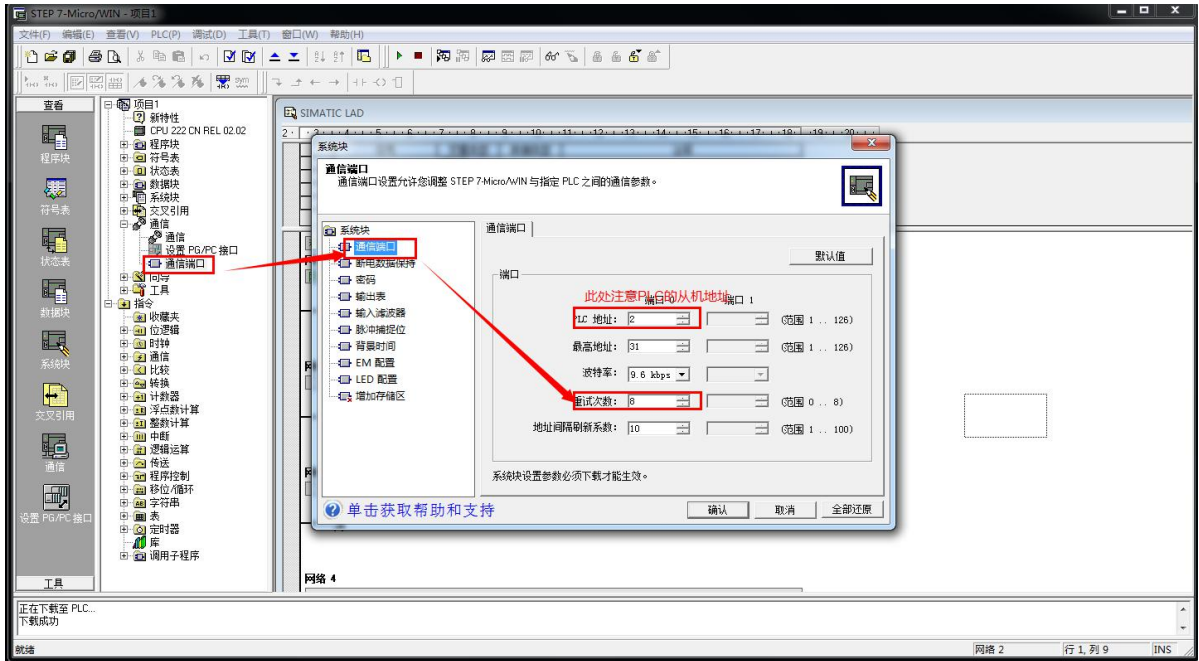 STEP 7-Micro/WIN - 项目1
文件(F) 编辑(E) 查看(V) PLC(P) 调试(D) 工具(T) 窗口(W) 帮助(H)
查看
程序块
符号表
状态表
数据块
系统块
交叉引用
通信
设置 PG/PC 接口
工具
项目1
新特性
CPU 222 CN REL 02.02
程序块
符号表
状态表
数据块
系统块
交叉引用
通信
通信
设置 PG/PC 接口
通信端口
向导
工具
指令
收藏夹
位逻辑
时钟
通信
比较
转换
计数器
浮点数计算
整数计算
中断
逻辑运算
传送
程序控制
移位/循环
字符串
表
定时器
库
调用子程序
SIMATIC LAD
系统块
通信端口
通信端口设置允许您调整 STEP 7-Micro/WIN 与指定 PLC 之间的通信参数。
系统块
通信端口
断电数据保持
密码
输出表
输入滤波器
脉冲捕捉位
背景时间
EM 配置
LED 配置
增加存储区
通信端口
默认值
端口
此处注意PLC的从机地址
端口 0 端口 1
PLC 地址: 2 (范围 1 .. 126)
最高地址: 31 (范围 1 .. 126)
波特率: 9.6 kbps
重试次数: 8 (范围 0 .. 8)
地址间隔刷新系数: 10 (范围 1 .. 100)
系统块设置参数必须下载才能生效。
单击获取帮助和支持
确认 取消 全部还原
网络 4
正在下载至 PLC...
下载成功
就绪
网络 2 行 1, 列 9 INS